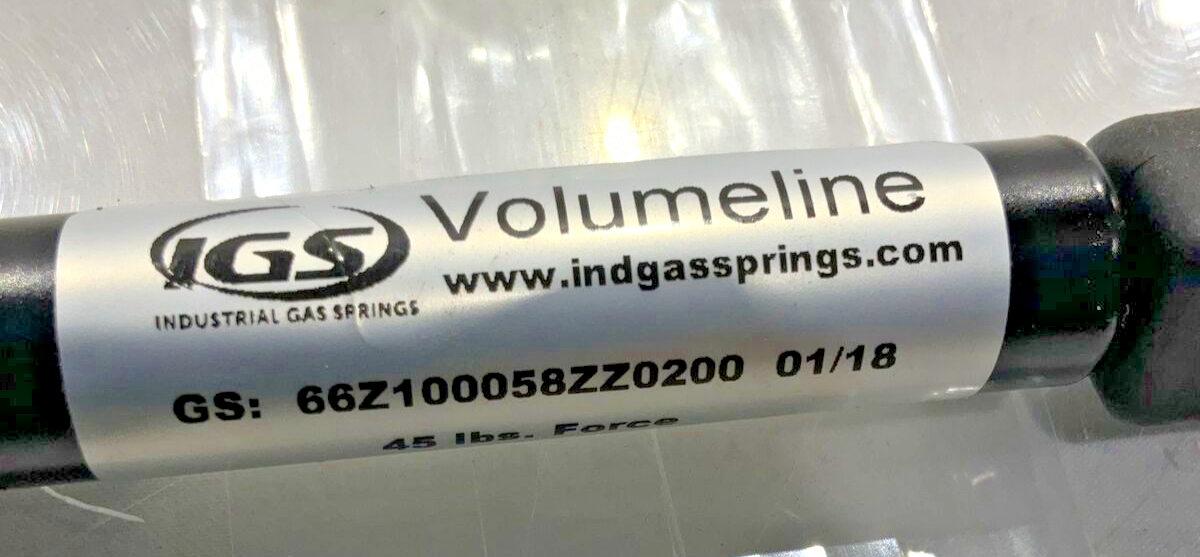 IGS
INDUSTRIAL GAS SPRINGS
Volumeline
www.indgassprings.com
GS: 66Z100058ZZ0200 01/18
45 lbs. Force